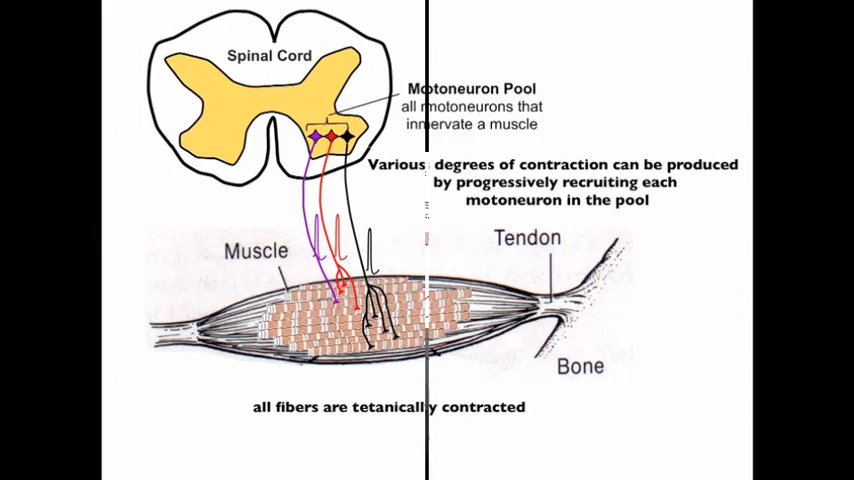 Spinal Cord
Motoneuron Pool
all motoneurons that
innervate a muscle
Various degrees of contraction can be produced
by progressively recruiting each
motoneuron in the pool
Muscle
Tendon
Bone
all fibers are tetanically contracted